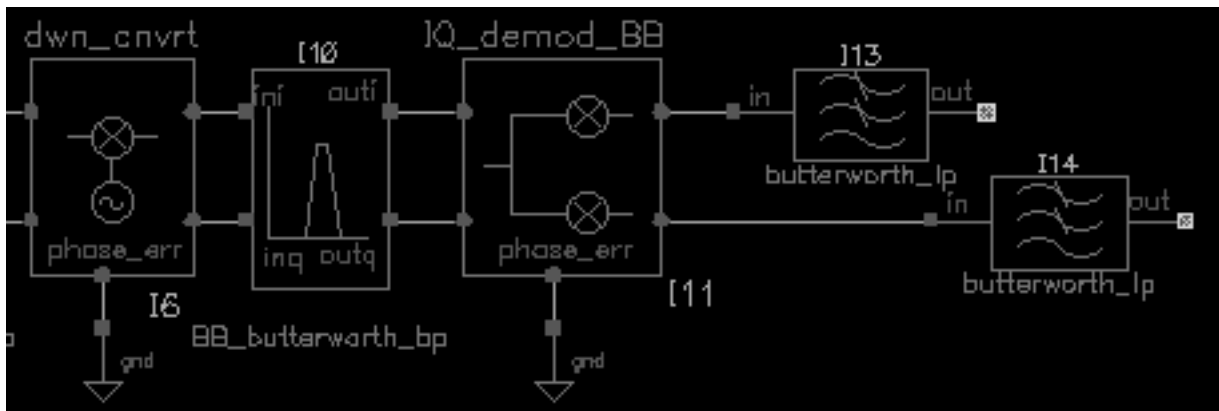 dwn_cnvrt
I10
IQ_demod_BB
I13
ini
outi
in
out
butterworth_lp
I14
in
out
phase_err
inq
outq
phase_err
butterworth_lp
I6
I11
BB_butterworth_bp
gnd
gnd